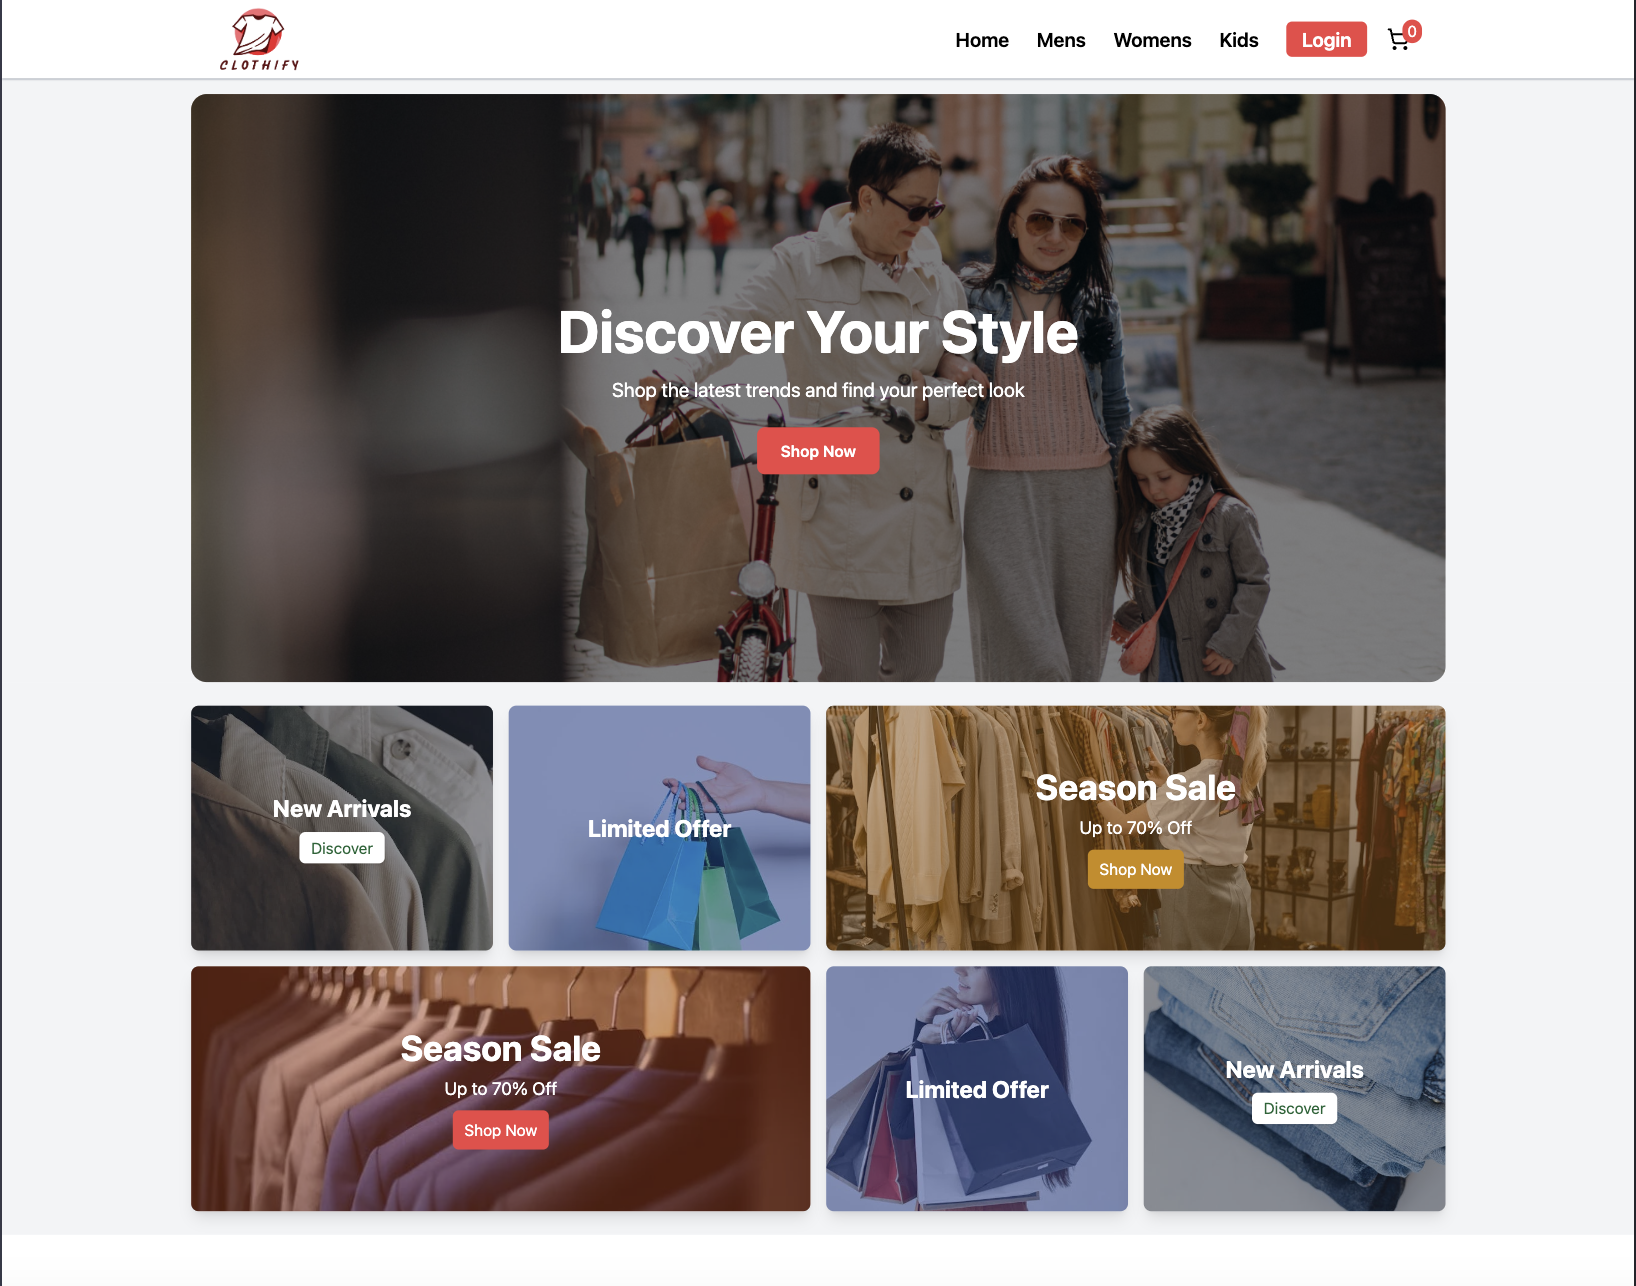 CLOTHIFY
Home Mens Womens Kids Login 0
Discover Your Style
Shop the latest trends and find your perfect look
Shop Now
New Arrivals
Discover
Limited Offer
Season Sale
Up to 70% Off
Shop Now
Season Sale
Up to 70% Off
Shop Now
Limited Offer
New Arrivals
Discover